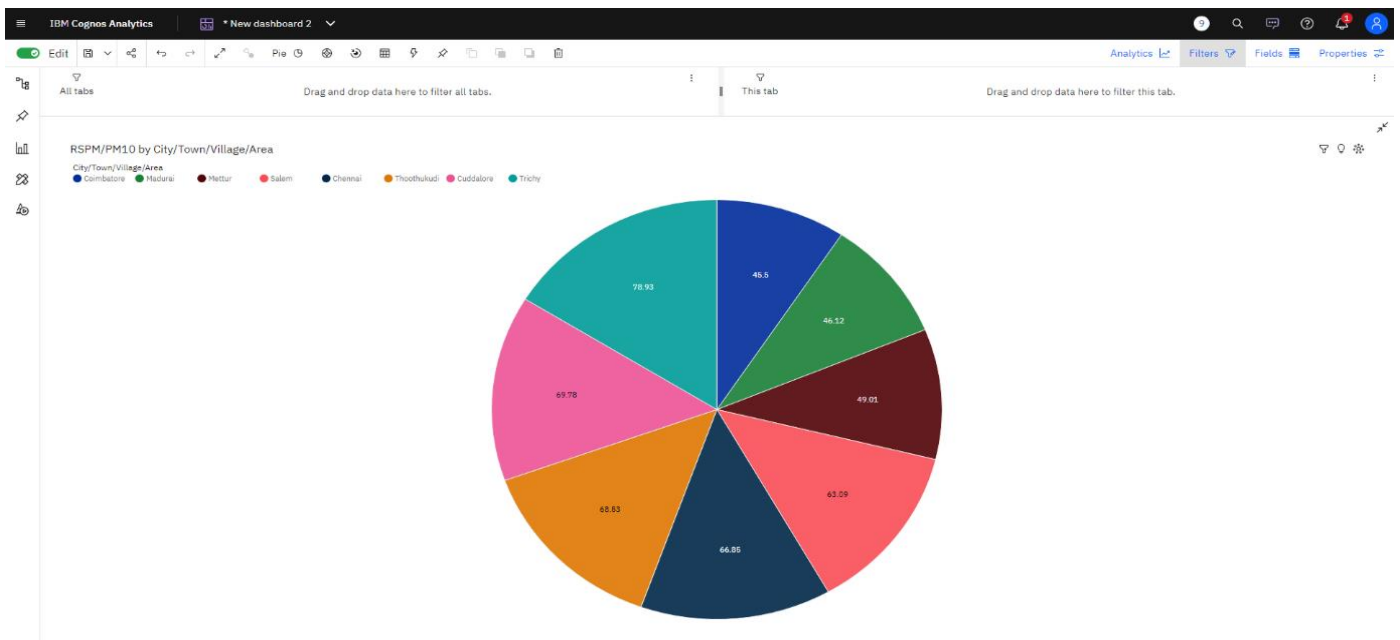 IBM Cognos Analytics
* New dashboard 2
9
1
Edit
Pie
Analytics
Filters
Fields
Properties
All tabs
Drag and drop data here to filter all tabs.
This tab
Drag and drop data here to filter this tab.
RSPM/PM10 by City/Town/Village/Area
City/Town/Village/Area
Coimbatore Madurai Mettur Salem Chennai Thoothukudi Cuddalore Trichy
45.5
78.93
46.12
69.78
49.01
63.09
68.53
66.85